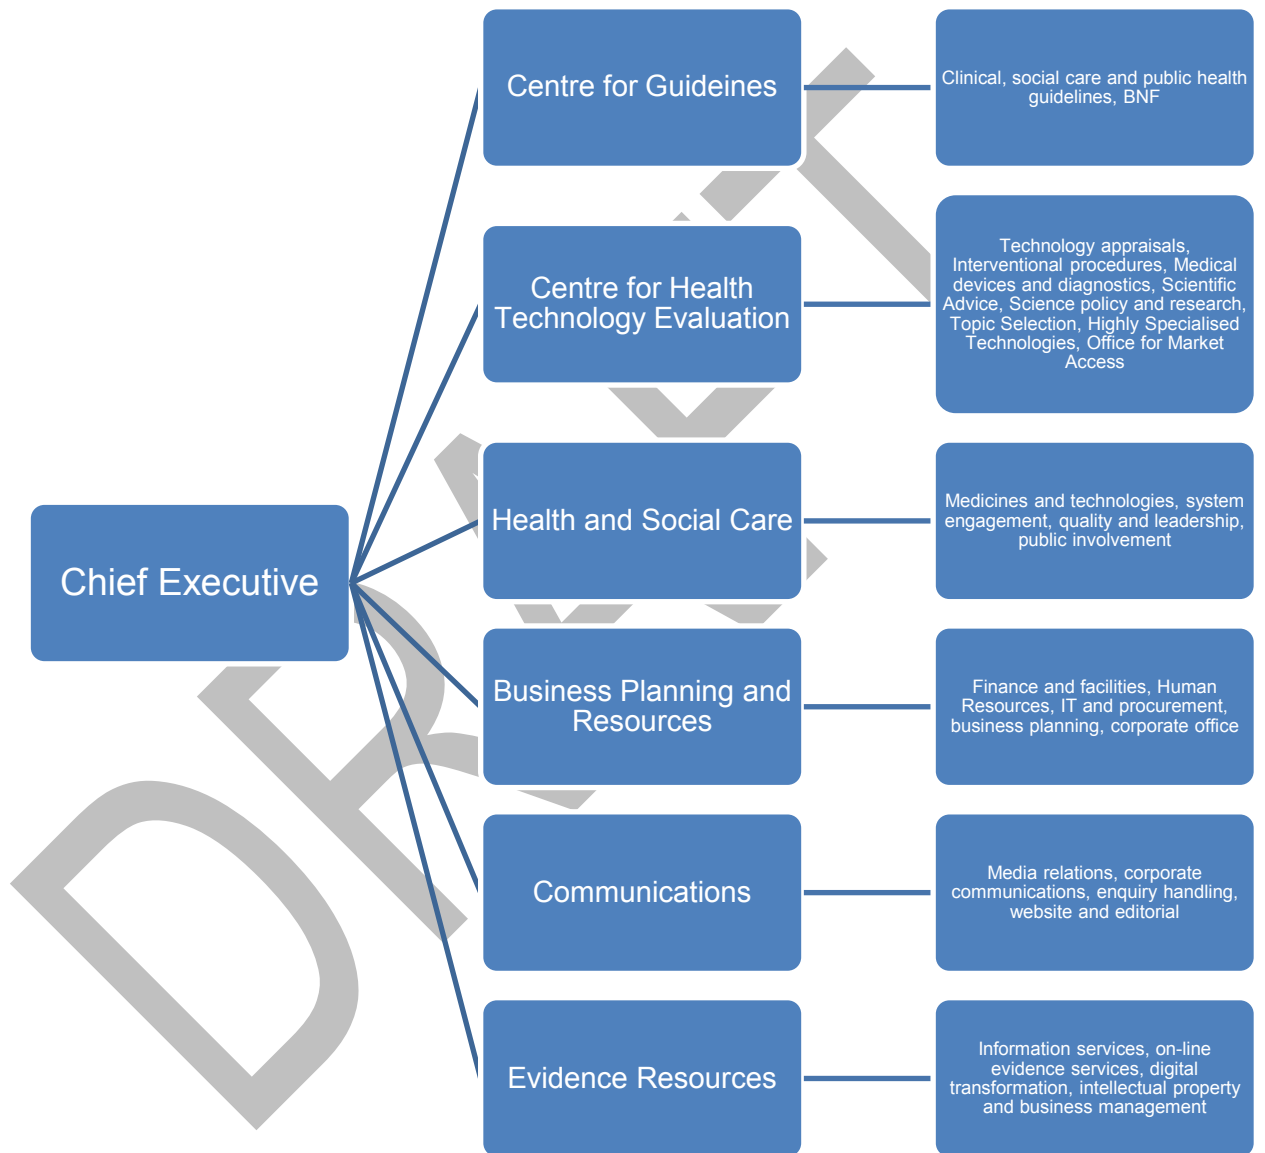 Chief Executive
Centre for Guideines
Clinical, social care and public health
guidelines, BNF
Centre for Health
Technology Evaluation
Technology appraisals,
Interventional procedures, Medical
devices and diagnostics, Scientific
Advice, Science policy and research,
Topic Selection, Highly Specialised
Technologies, Office for Market
Access
Health and Social Care
Medicines and technologies, system
engagement, quality and leadership,
public involvement
Business Planning and
Resources
Finance and facilities, Human
Resources, IT and procurement,
business planning, corporate office
Communications
Media relations, corporate
communications, enquiry handling,
website and editorial
Evidence Resources
Information services, on-line
evidence services, digital
transformation, intellectual property
and business management
DRAFT